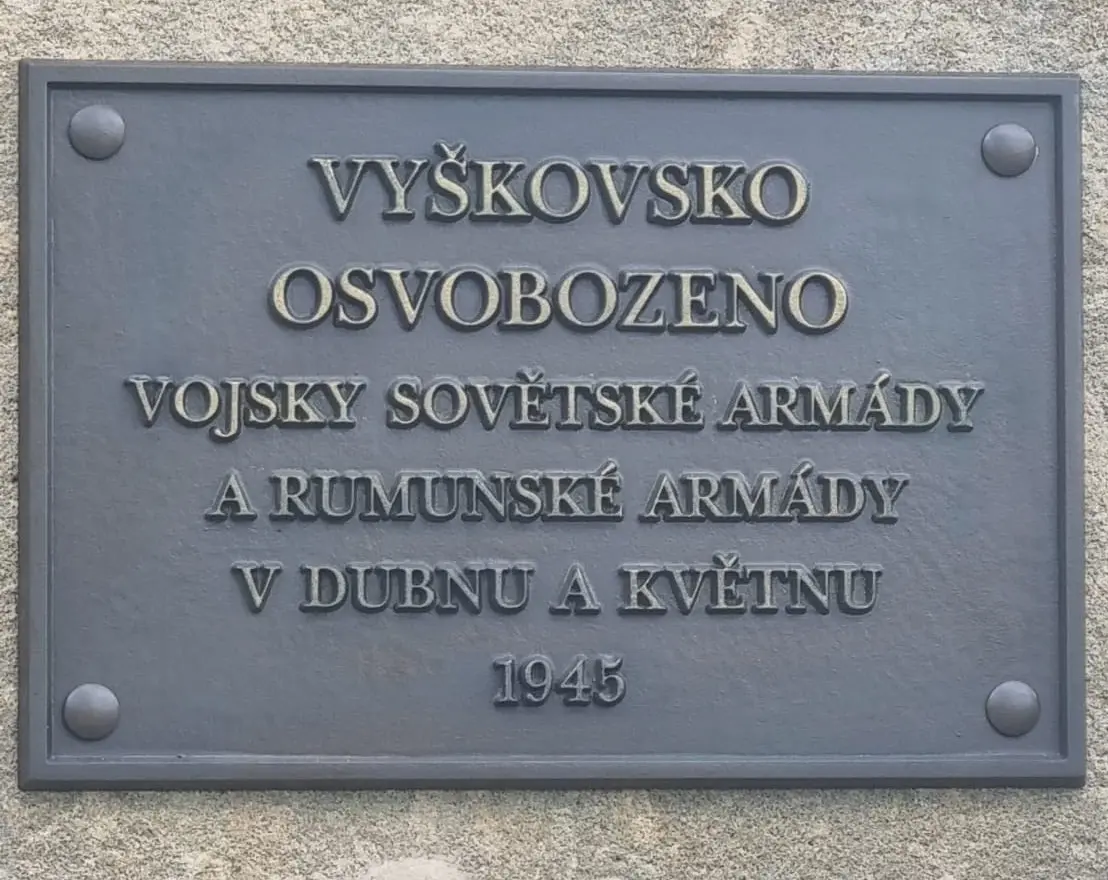 VYŠKOVSKO
OSVOBOZENO
VOJSKY SOVĚTSKÉ ARMÁDY
A RUMUNSKÉ ARMÁDY
V DUBNU A KVĚTNU
1945